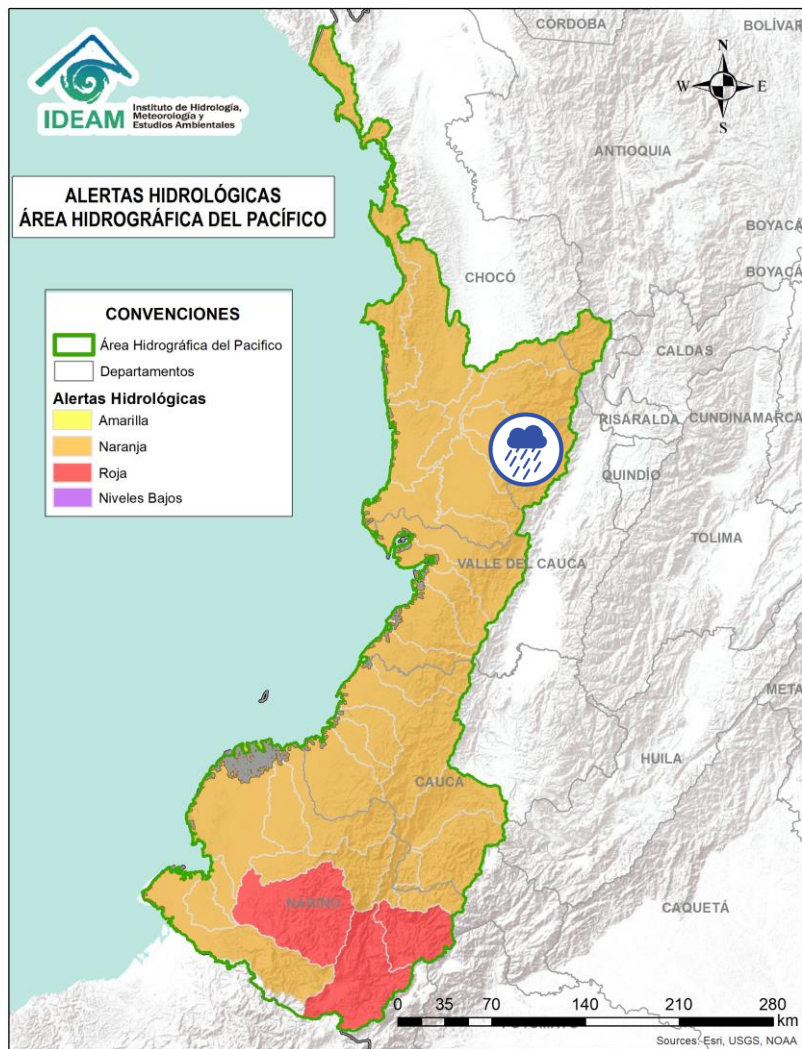 CÓRDOBA
BOLÍVAR
IDEAM
Instituto de Hidrología,
Meteorología y
Estudios Ambientales
N
W
E
S
ANTIOQUIA
ALERTAS HIDROLÓGICAS
ÁREA HIDROGRÁFICA DEL PACÍFICO
BOYACÁ
BOYACÁ
CHOCÓ
CONVENCIONES
Área Hidrográfica del Pacifico
Departamentos
Alertas Hidrológicas
Amarilla
Naranja
Roja
Niveles Bajos
CALDAS
RISARALDA
CUNDINAMARCA
QUINDÍO
TOLIMA
VALLE DEL CAUCA
META
HUILA
CAUCA
NARIÑO
CAQUETÁ
0 35 70 140 210 280
km
Sources: Esri, USGS, NOAA